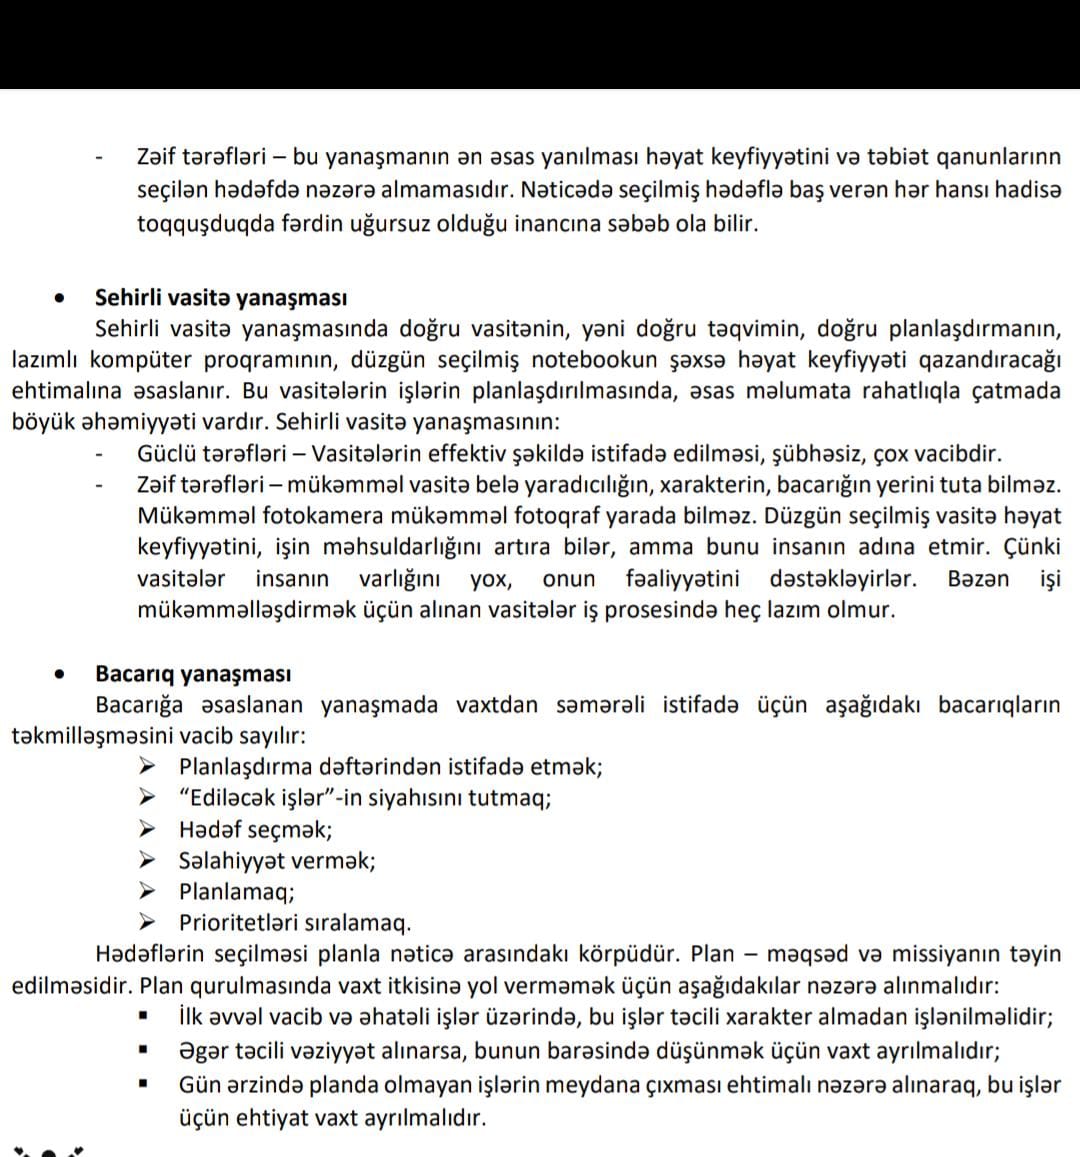 - Zəif tərəfləri – bu yanaşmanın ən əsas yanılması həyat keyfiyyətini və təbiət qanunlarınn
seçilən hədəfdə nəzərə almamasıdır. Nəticədə seçilmiş hədəflə baş verən hər hansı hadisə
toqquşduqda fərdin uğursuz olduğu inancına səbəb ola bilir.
• Sehirli vasitə yanaşması
Sehirli vasitə yanaşmasında doğru vasitənin, yəni doğru təqvimin, doğru planlaşdırmanın,
lazımlı kompüter proqramının, düzgün seçilmiş notebookun şəxsə həyat keyfiyyəti qazandıracağı
ehtimalına əsaslanır. Bu vasitələrin işlərin planlaşdırılmasında, əsas məlumata rahatlıqla çatmada
böyük əhəmiyyəti vardır. Sehirli vasitə yanaşmasının:
- Güclü tərəfləri – Vasitələrin effektiv şəkildə istifadə edilməsi, şübhəsiz, çox vacibdir.
- Zəif tərəfləri – mükəmməl vasitə belə yaradıcılığın, xarakterin, bacarığın yerini tuta bilməz.
Mükəmməl fotokamera mükəmməl fotoqraf yarada bilməz. Düzgün seçilmiş vasitə həyat
keyfiyyətini, işin məhsuldarlığını artıra bilər, amma bunu insanın adına etmir. Çünki
vasitələr insanın varlığını yox, onun fəaliyyətini dəstəkləyirlər. Bəzən işi
mükəmməlləşdirmək üçün alınan vasitələr iş prosesində heç lazım olmur.
• Bacarıq yanaşması
Bacarığa əsaslanan yanaşmada vaxtdan səmərəli istifadə üçün aşağıdakı bacarıqların
təkmilləşməsini vacib sayılır:
➢ Planlaşdırma dəftərindən istifadə etmək;
➢ “Ediləcək işlər”-in siyahısını tutmaq;
➢ Hədəf seçmək;
➢ Səlahiyyət vermək;
➢ Planlamaq;
➢ Prioritetləri sıralamaq.
Hədəflərin seçilməsi planla nəticə arasındakı körpüdür. Plan – məqsəd və missiyanın təyin
edilməsidir. Plan qurulmasında vaxt itkisinə yol verməmək üçün aşağıdakılar nəzərə alınmalıdır:
▪ İlk əvvəl vacib və əhatəli işlər üzərində, bu işlər təcili xarakter almadan işlənilməlidir;
▪ Əgər təcili vəziyyət alınarsa, bunun barəsində düşünmək üçün vaxt ayrılmalıdır;
▪ Gün ərzində planda olmayan işlərin meydana çıxması ehtimalı nəzərə alınaraq, bu işlər
üçün ehtiyat vaxt ayrılmalıdır.